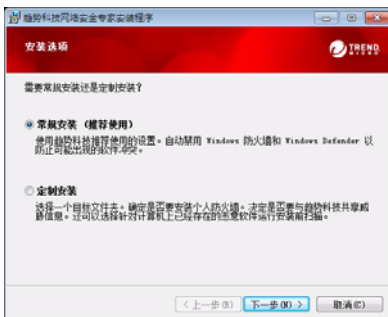 趋势科技网络安全专家安装程序
安装选项
TREND
MICRO
需要常规安装还是定制安装?
常规安装 (推荐使用)
使用趋势科技推荐使用的设置。自动禁用 Windows 防火墙和 Windows Defender 以
防止可能出现的软件冲突。
定制安装
选择一个目标文件夹。确定是否要安装个人防火墙。决定是否要与趋势科技共享威
胁信息。还可以选择针对计算机上已经存在的恶意软件运行安装前扫描。
< 上一步(B)
下一步(N) >
取消(C)